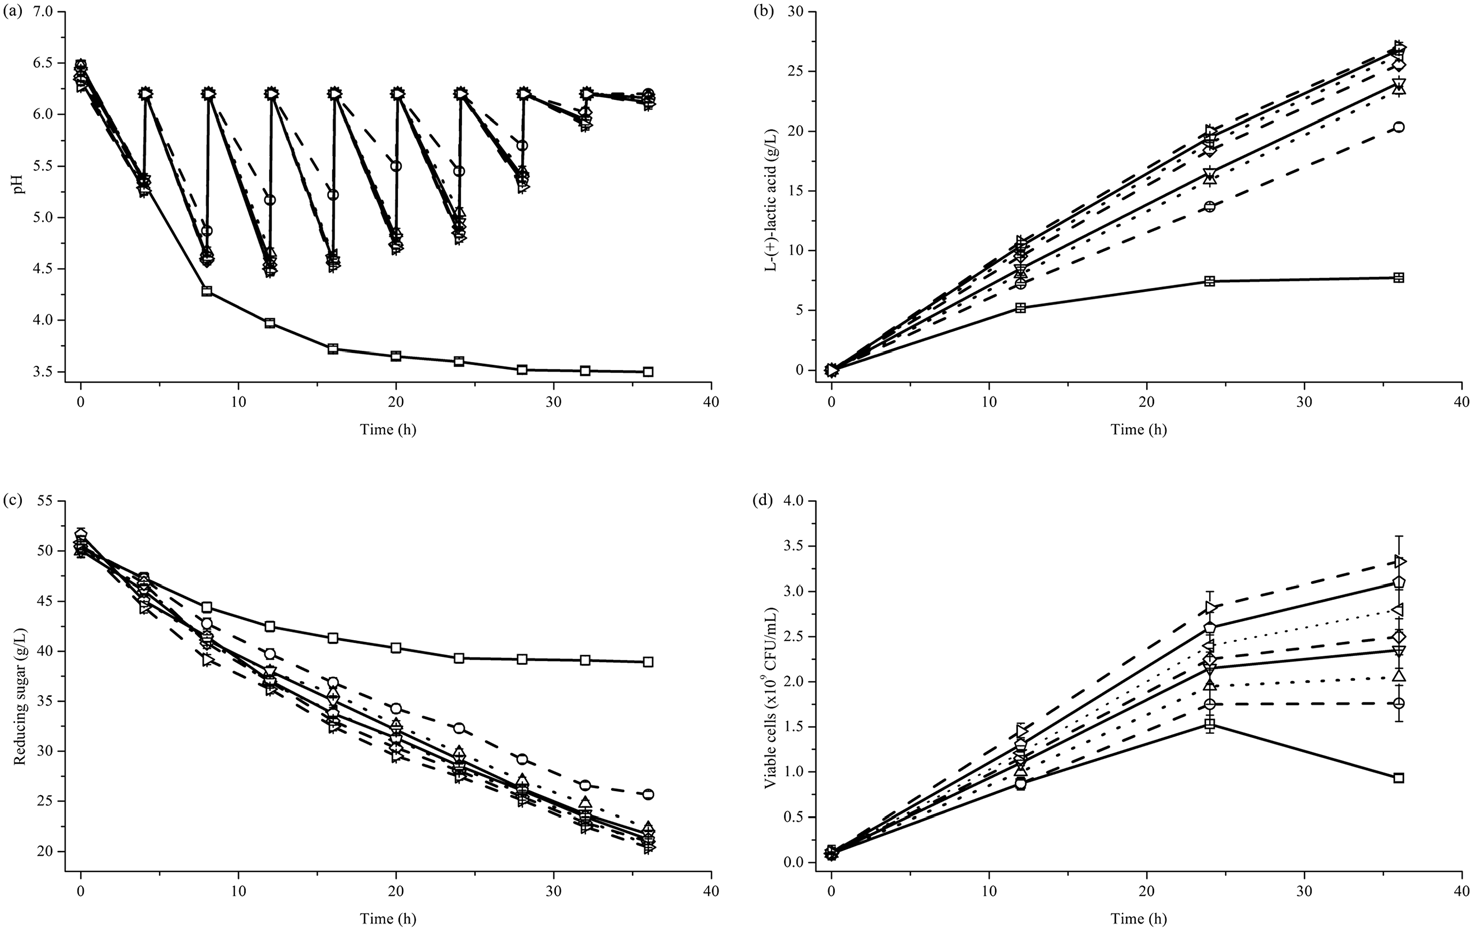 (a)
7.0
6.5
6.0
5.5
5.0
4.5
4.0
3.5
pH
0 10 20 30 40
Time (h)
(b)
30
25
20
15
10
5
0
L-(+)-lactic acid (g/L)
0 10 20 30 40
Time (h)
(c)
55
50
45
40
35
30
25
20
Reducing sugar (g/L)
0 10 20 30 40
Time (h)
(d)
4.0
3.5
3.0
2.5
2.0
1.5
1.0
0.5
0.0
Viable cells (x10⁹ CFU/mL)
0 10 20 30 40
Time (h)